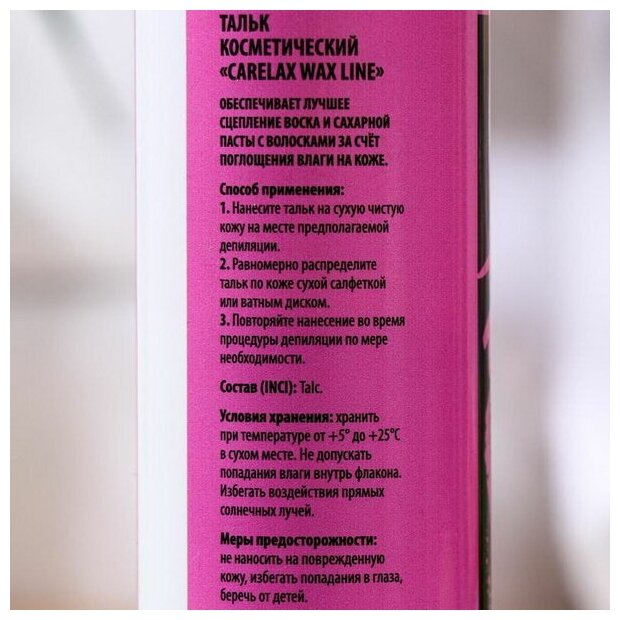 ТАЛЬК
КОСМЕТИЧЕСКИЙ
«CARELAX WAX LINE»
ОБЕСПЕЧИВАЕТ ЛУЧШЕЕ
СЦЕПЛЕНИЕ ВОСКА И САХАРНОЙ
ПАСТЫ С ВОЛОСКАМИ ЗА СЧЁТ
ПОГЛОЩЕНИЯ ВЛАГИ НА КОЖЕ.
Способ применения:
1. Нанесите тальк на сухую чистую
кожу на месте предполагаемой
депиляции.
2. Равномерно распределите
тальк по коже сухой салфеткой
или ватным диском.
3. Повторяйте нанесение во время
процедуры депиляции по мере
необходимости.
Состав (INCI): Talc.
Условия хранения: хранить
при температуре от +5° до +25°С
в сухом месте. Не допускать
попадания влаги внутрь флакона.
Избегать воздействия прямых
солнечных лучей.
Меры предосторожности:
не наносить на поврежденную
кожу, избегать попадания в глаза,
беречь от детей.